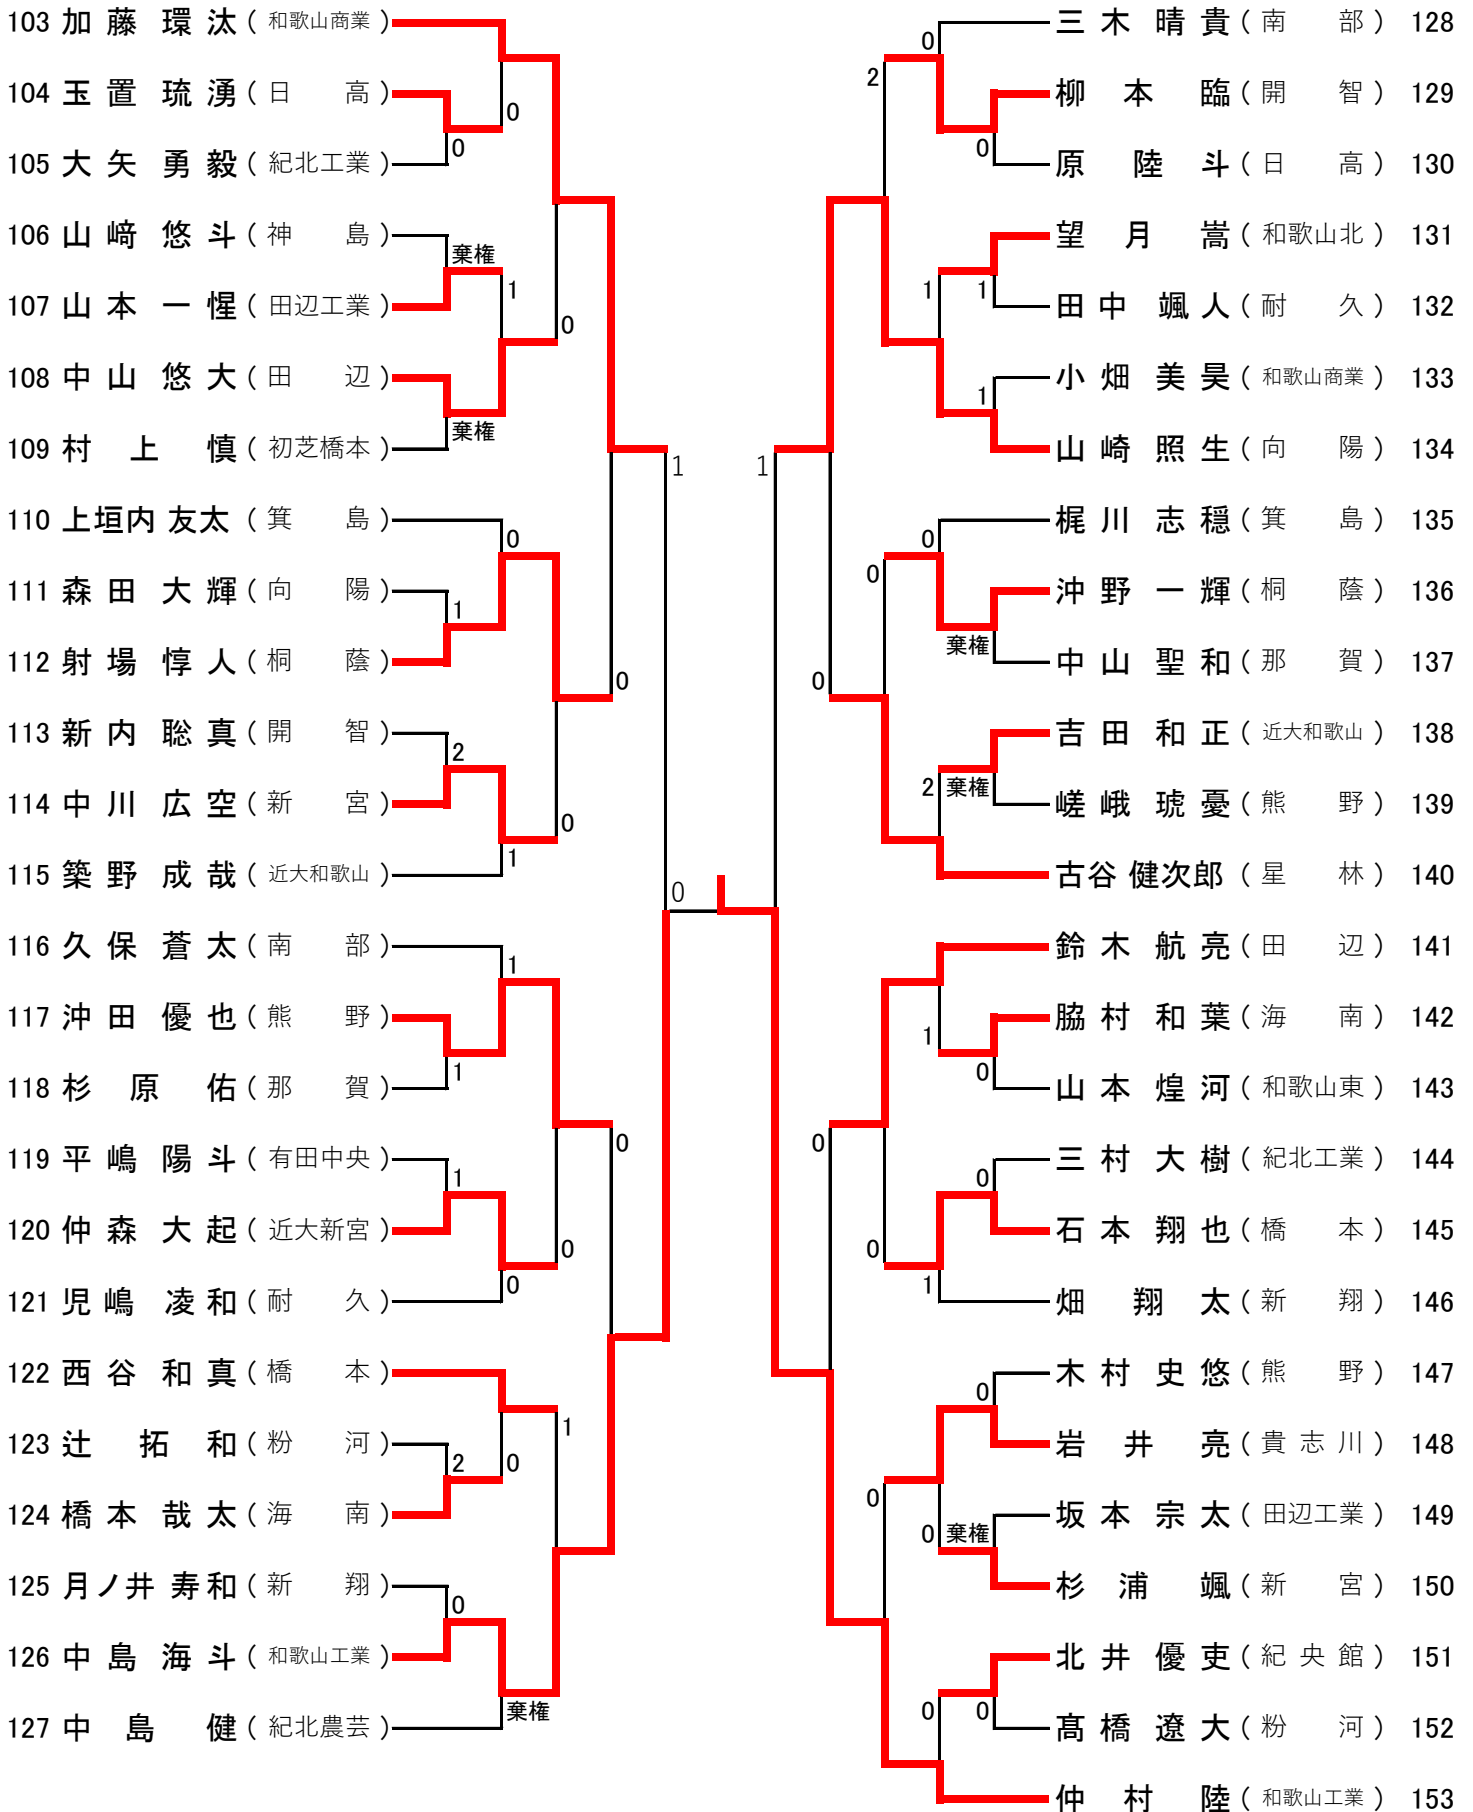 103 加藤 環汰 (和歌山商業)
104 玉置 琉湧 (日 高)
0
105 大矢 勇毅 (紀北工業)
0
106 山﨑 悠斗 (神 島)
棄権
1
107 山本 一惺 (田辺工業)
0
108 中山 悠大 (田 辺)
棄権
109 村上 慎 (初芝橋本)
1
110 上垣内 友太 (箕 島)
0
111 森田 大輝 (向 陽)
1
112 射場 惇人 (桐 蔭)
0
113 新内 聡真 (開 智)
2
114 中川 広空 (新 宮)
0
1
115 築野 成哉 (近大和歌山)
0
116 久保 蒼太 (南 部)
1
117 沖田 優也 (熊 野)
1
118 杉原 佑 (那 賀)
0
119 平嶋 陽斗 (有田中央)
1
120 仲森 大起 (近大新宮)
0
0
121 児嶋 凌和 (耐 久)
122 西谷 和真 (橋 本)
1
123 辻 拓和 (粉 河)
2
0
124 橋本 哉太 (海 南)
125 月ノ井 寿和 (新 翔)
0
126 中島 海斗 (和歌山工業)
棄権
127 中島 健 (紀北農芸)
三木 晴貴 (南 部) 128
0
2
柳本 臨 (開 智) 129
0
原 陸斗 (日 高) 130
望月 嵩 (和歌山北) 131
1
1
田中 颯人 (耐 久) 132
小畑 美昊 (和歌山商業) 133
1
山崎 照生 (向 陽) 134
1
梶川 志穏 (箕 島) 135
0
0
沖野 一輝 (桐 蔭) 136
棄権
中山 聖和 (那 賀) 137
0
吉田 和正 (近大和歌山) 138
2
棄権
嵯峨 琥憂 (熊 野) 139
古谷 健次郎 (星 林) 140
鈴木 航亮 (田 辺) 141
脇村 和葉 (海 南) 142
1
0
山本 煌河 (和歌山東) 143
0
三村 大樹 (紀北工業) 144
0
石本 翔也 (橋 本) 145
0
1
畑 翔太 (新 翔) 146
木村 史悠 (熊 野) 147
0
岩井 亮 (貴志川) 148
0
坂本 宗太 (田辺工業) 149
0
棄権
杉浦 颯 (新 宮) 150
北井 優吏 (紀央館) 151
0
0
髙橋 遼大 (粉 河) 152
仲村 陸 (和歌山工業) 153